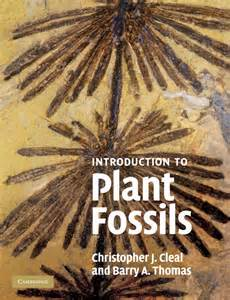 INTRODUCTION TO
Plant
Fossils
Christopher J. Cleal
and Barry A. Thomas
CAMBRIDGE